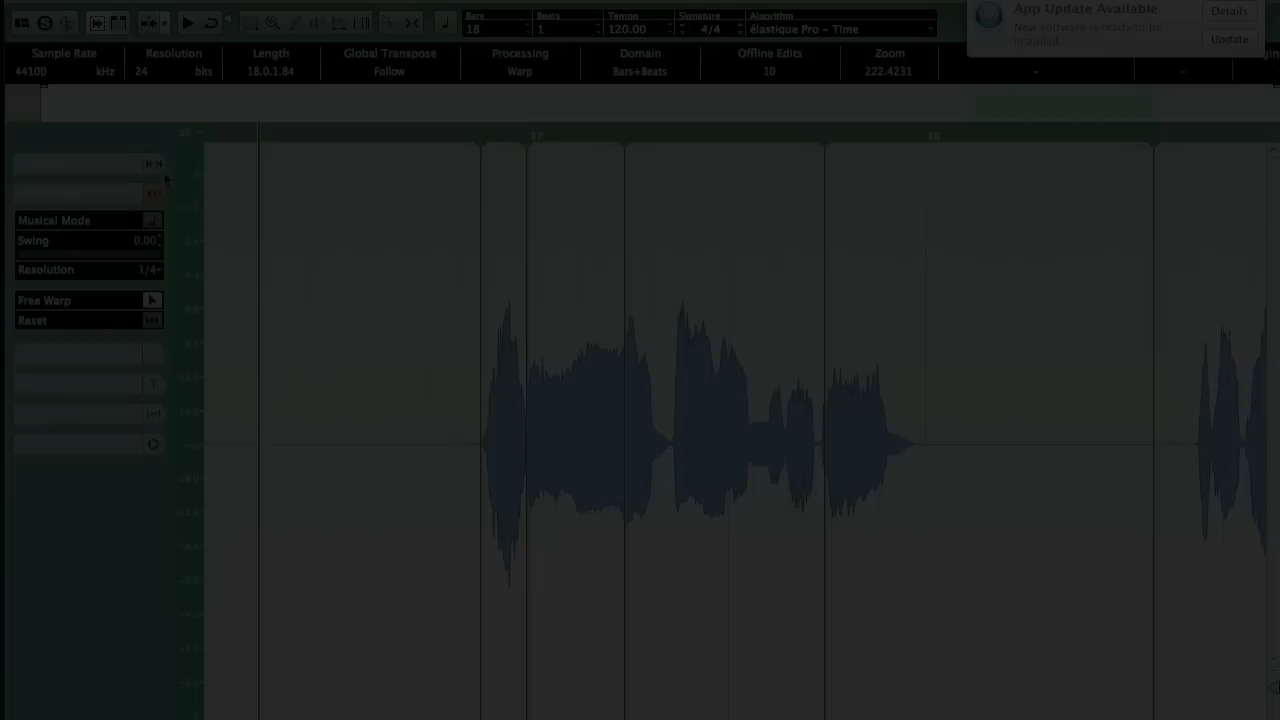 Bars Beats Tempo Signature Algorithm
18 1 120.00 4/4 élastique Pro - Time
App Update Available
New software is ready to be
installed.
Details
Update
Sample Rate Resolution Length Global Transpose Processing Domain Offline Edits Zoom
44100 kHz 24 bits 18.0.1.84 Follow Warp Bars+Beats 10 222.4231 - -
dB 37 38
Musical Mode
Swing 0.00
Resolution 1/4
Free Warp
Reset